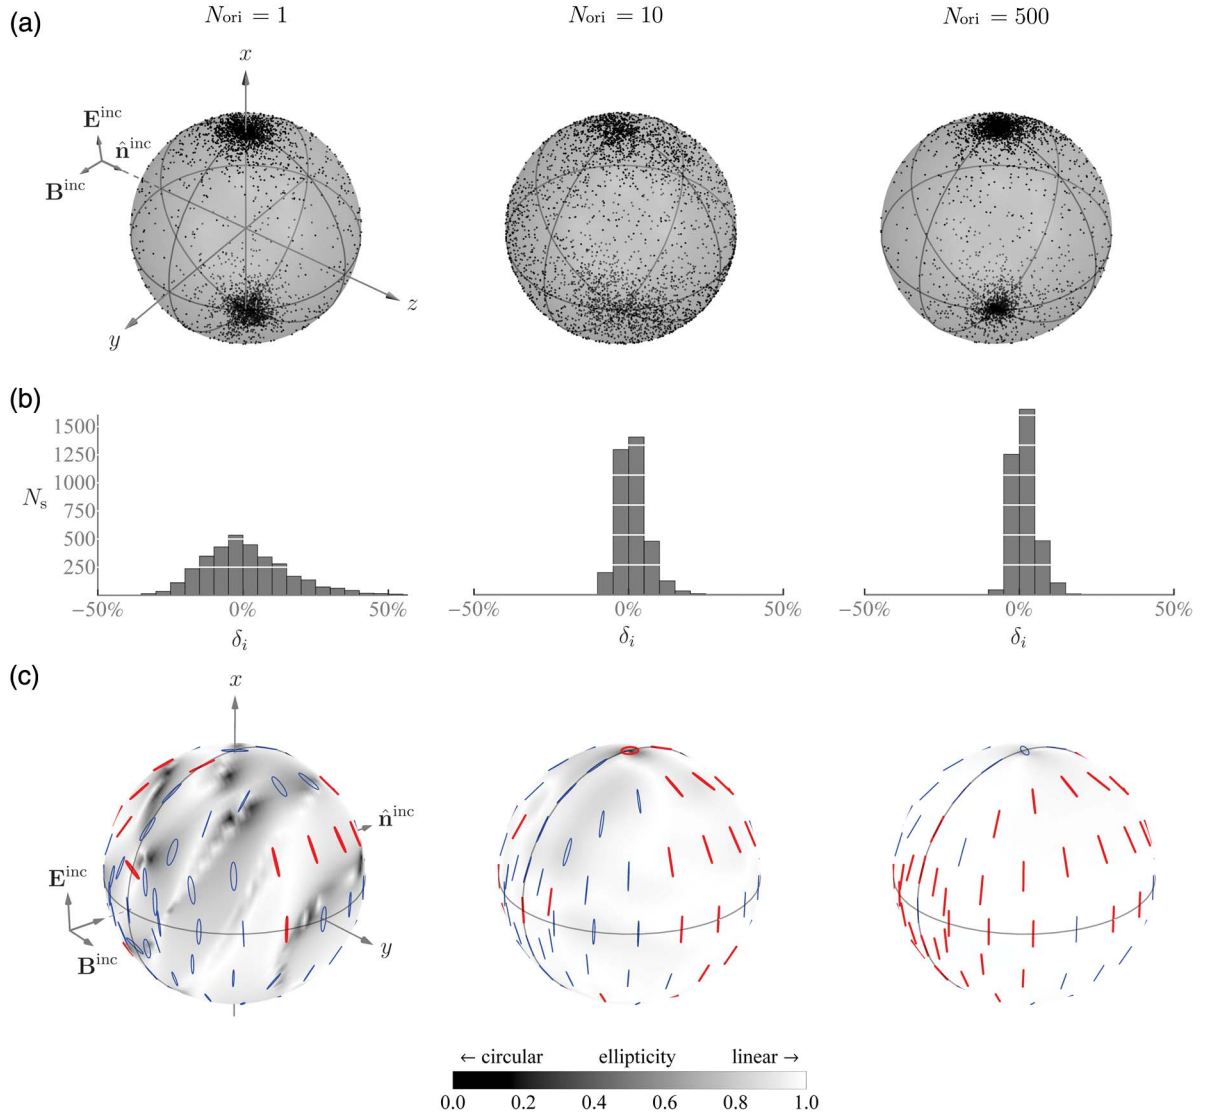 (a)
N_ori = 1
N_ori = 10
N_ori = 500
x
E^inc
n̂^inc
B^inc
y
z
(b)
N_s
1500
1250
1000
750
500
250
−50% 0% 50%
δ_i
−50% 0% 50%
δ_i
−50% 0% 50%
δ_i
(c)
x
n̂^inc
E^inc
B^inc
y
← circular ellipticity linear →
0.0 0.2 0.4 0.6 0.8 1.0